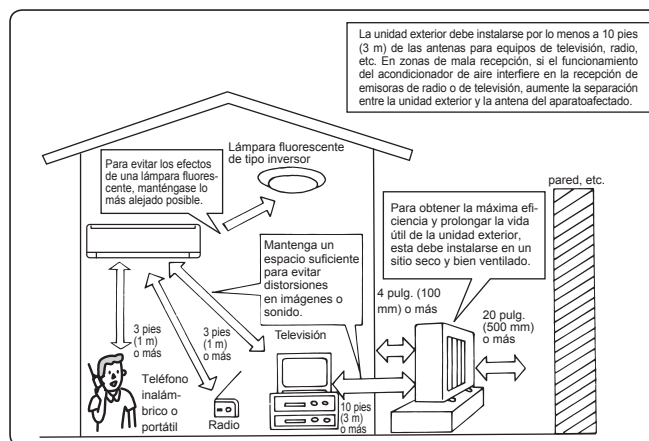 La unidad exterior debe instalarse por lo menos a 10 pies
(3 m) de las antenas para equipos de televisión, radio,
etc. En zonas de mala recepción, si el funcionamiento
del acondicionador de aire interfiere en la recepción de
emisoras de radio o de televisión, aumente la separación
entre la unidad exterior y la antena del aparatoafectado.
Lámpara fluorescente
de tipo inversor
Para evitar los efectos
de una lámpara fluores-
cente, manténgase lo
más alejado posible.
pared, etc.
Para obtener la máxima efi-
ciencia y prolongar la vida
útil de la unidad exterior,
esta debe instalarse en un
sitio seco y bien ventilado.
Mantenga un
espacio suficiente
para evitar
distorsiones
en imágenes o
sonido.
4 pulg. (100
mm) o más
20 pulg.
(500 mm)
o más
3 pies
(1 m)
o más
3 pies
(1 m)
o más
Televisión
Teléfono
inalám-
brico o
portátil
Radio
10 pies
(3 m)
o más